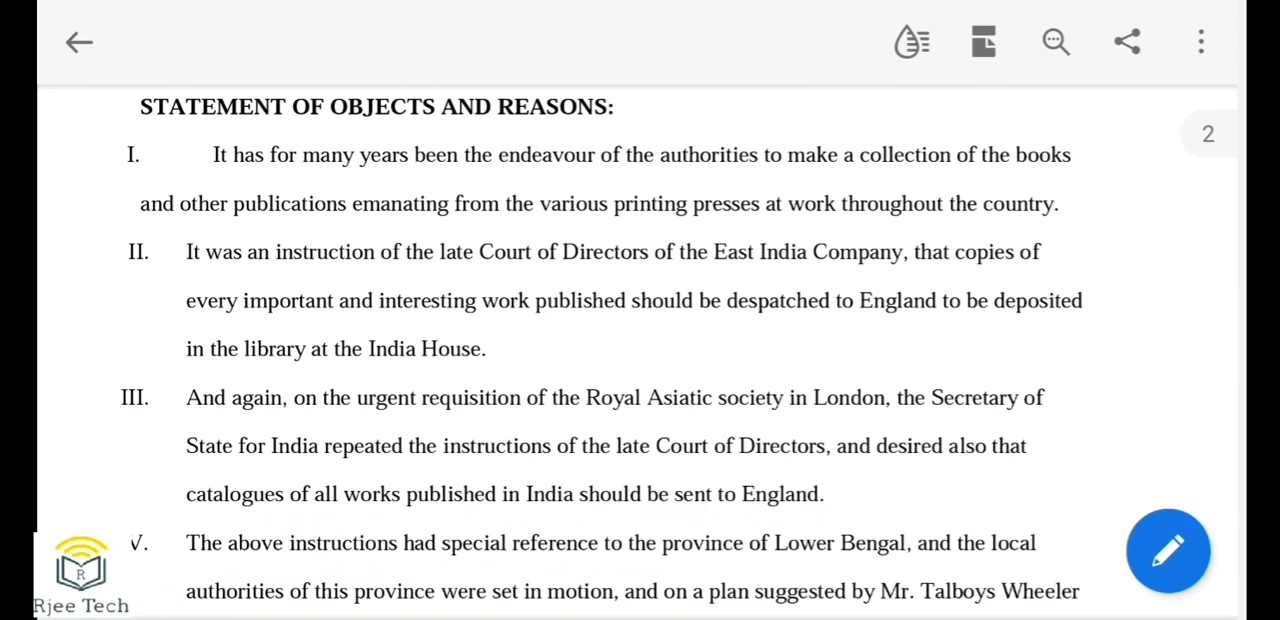 STATEMENT OF OBJECTS AND REASONS:
2
I. It has for many years been the endeavour of the authorities to make a collection of the books
and other publications emanating from the various printing presses at work throughout the country.
II. It was an instruction of the late Court of Directors of the East India Company, that copies of
every important and interesting work published should be despatched to England to be deposited
in the library at the India House.
III. And again, on the urgent requisition of the Royal Asiatic society in London, the Secretary of
State for India repeated the instructions of the late Court of Directors, and desired also that
catalogues of all works published in India should be sent to England.
V. The above instructions had special reference to the province of Lower Bengal, and the local
authorities of this province were set in motion, and on a plan suggested by Mr. Talboys Wheeler
R
Rjee Tech